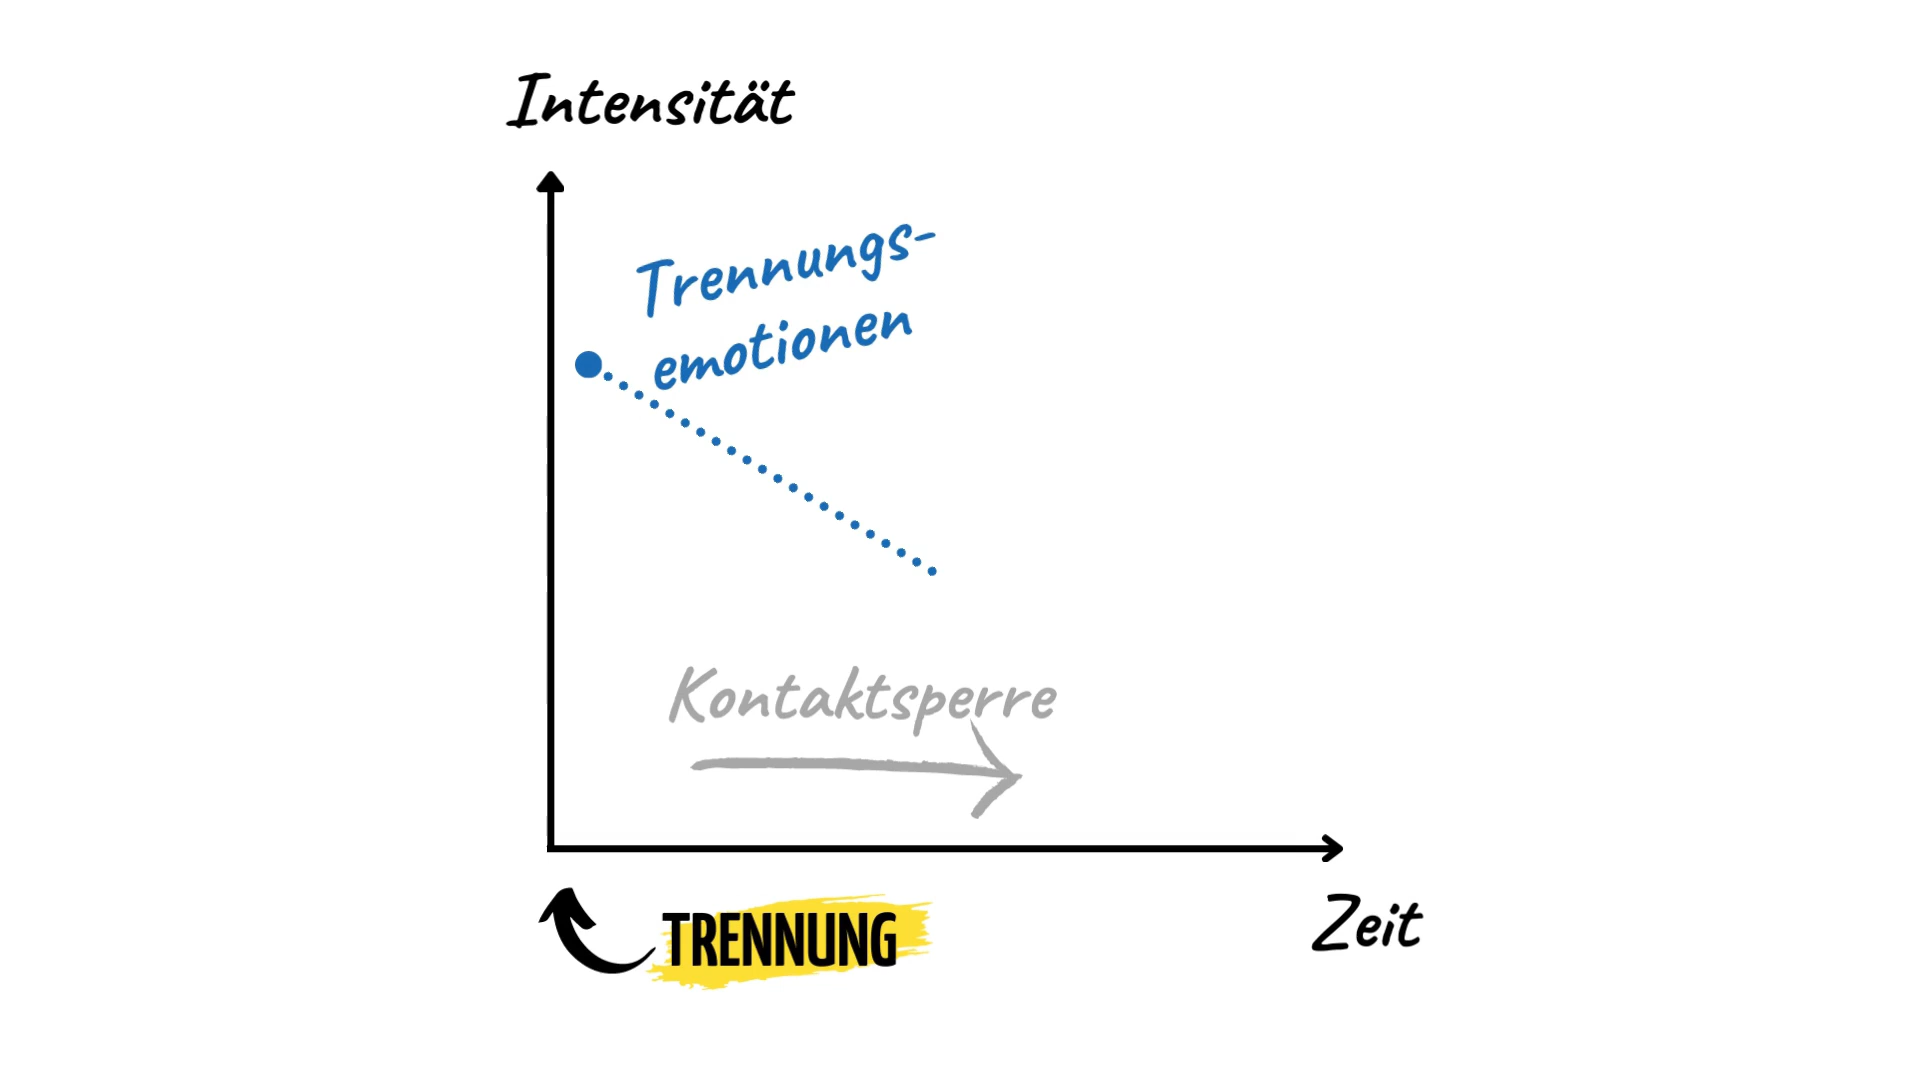 Intensität
Trennungs-
emotionen
Kontaktsperre
TRENNUNG
Zeit